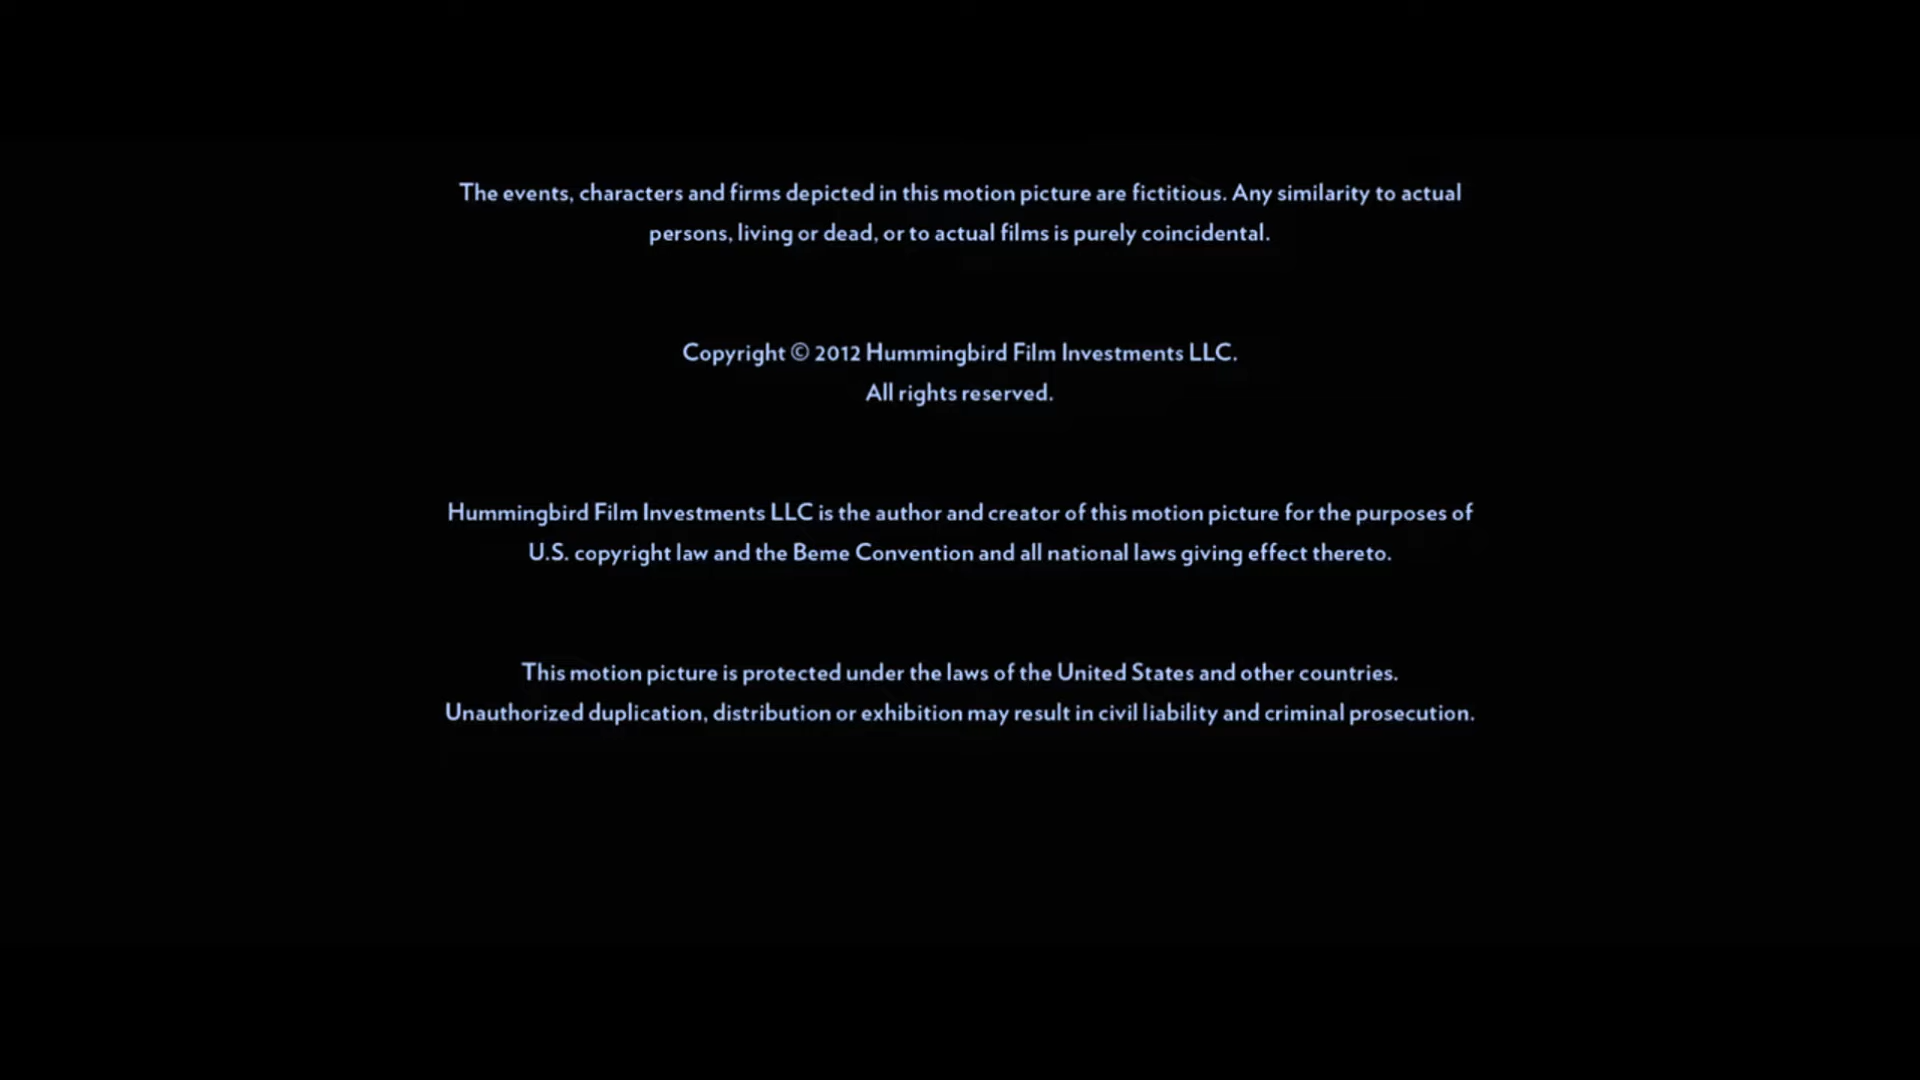 The events, characters and firms depicted in this motion picture are fictitious. Any similarity to actual
persons, living or dead, or to actual films is purely coincidental.
Copyright © 2012 Hummingbird Film Investments LLC.
All rights reserved.
Hummingbird Film Investments LLC is the author and creator of this motion picture for the purposes of
U.S. copyright law and the Beme Convention and all national laws giving effect thereto.
This motion picture is protected under the laws of the United States and other countries.
Unauthorized duplication, distribution or exhibition may result in civil liability and criminal prosecution.